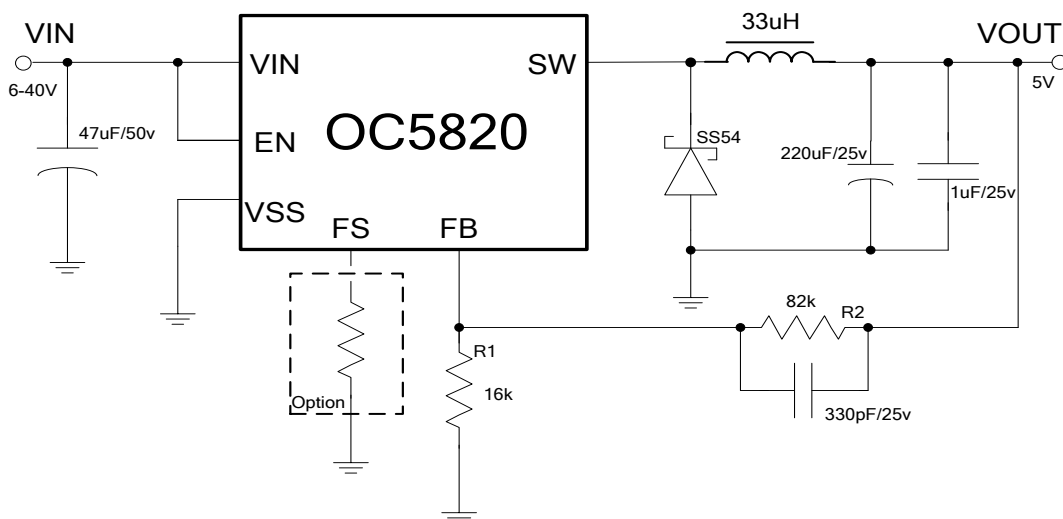 33uH
VIN
VOUT
VIN
SW
6-40V
5V
47uF/50v
OC5820
EN
SS54
220uF/25v
1uF/25v
VSS
FS
FB
82k
R2
R1
16k
Option
330pF/25v